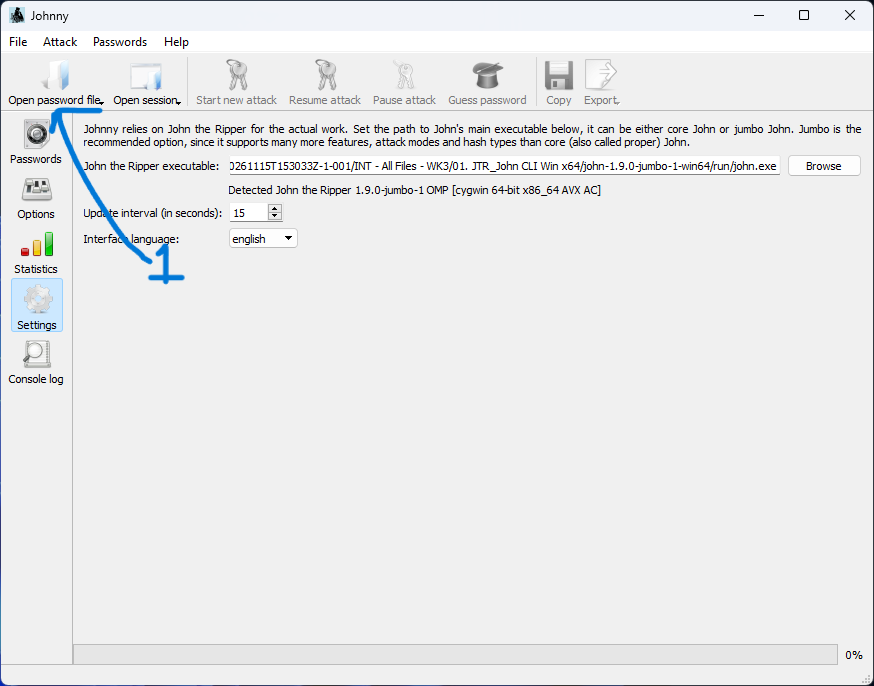 Johnny
File Attack Passwords Help
Open password file Open session Start new attack Resume attack Pause attack Guess password Copy Export
Passwords
Options
Statistics
Settings
Console log
Johnny relies on John the Ripper for the actual work. Set the path to John's main executable below, it can be either core John or jumbo John. Jumbo is the
recommended option, since it supports many more features, attack modes and hash types than core (also called proper) John.
John the Ripper executable: 0261115T153033Z-1-001/INT - All Files - WK3/01. JTR_John CLI Win x64/john-1.9.0-jumbo-1-win64/run/john.exe Browse
Detected John the Ripper 1.9.0-jumbo-1 OMP [cygwin 64-bit x86_64 AVX AC]
Update interval (in seconds): 15
Interface language: english
1
0%